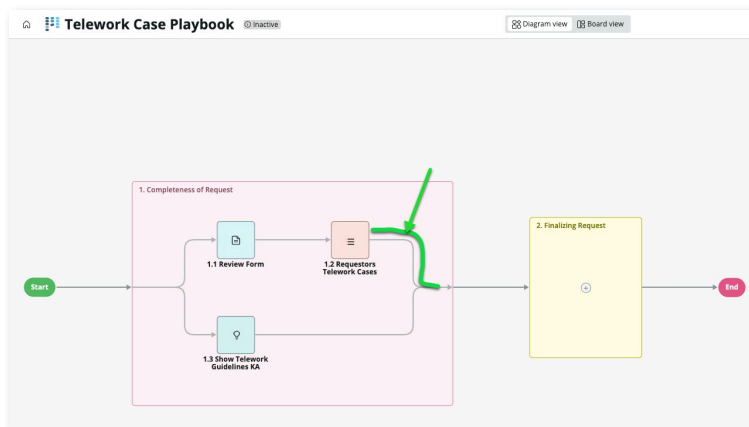 Telework Case Playbook
Inactive
Diagram view
Board view
1. Completeness of Request
2. Finalizing Request
1.1 Review Form
1.2 Requestors
Telework Cases
Start
End
1.3 Show Telework
Guidelines KA